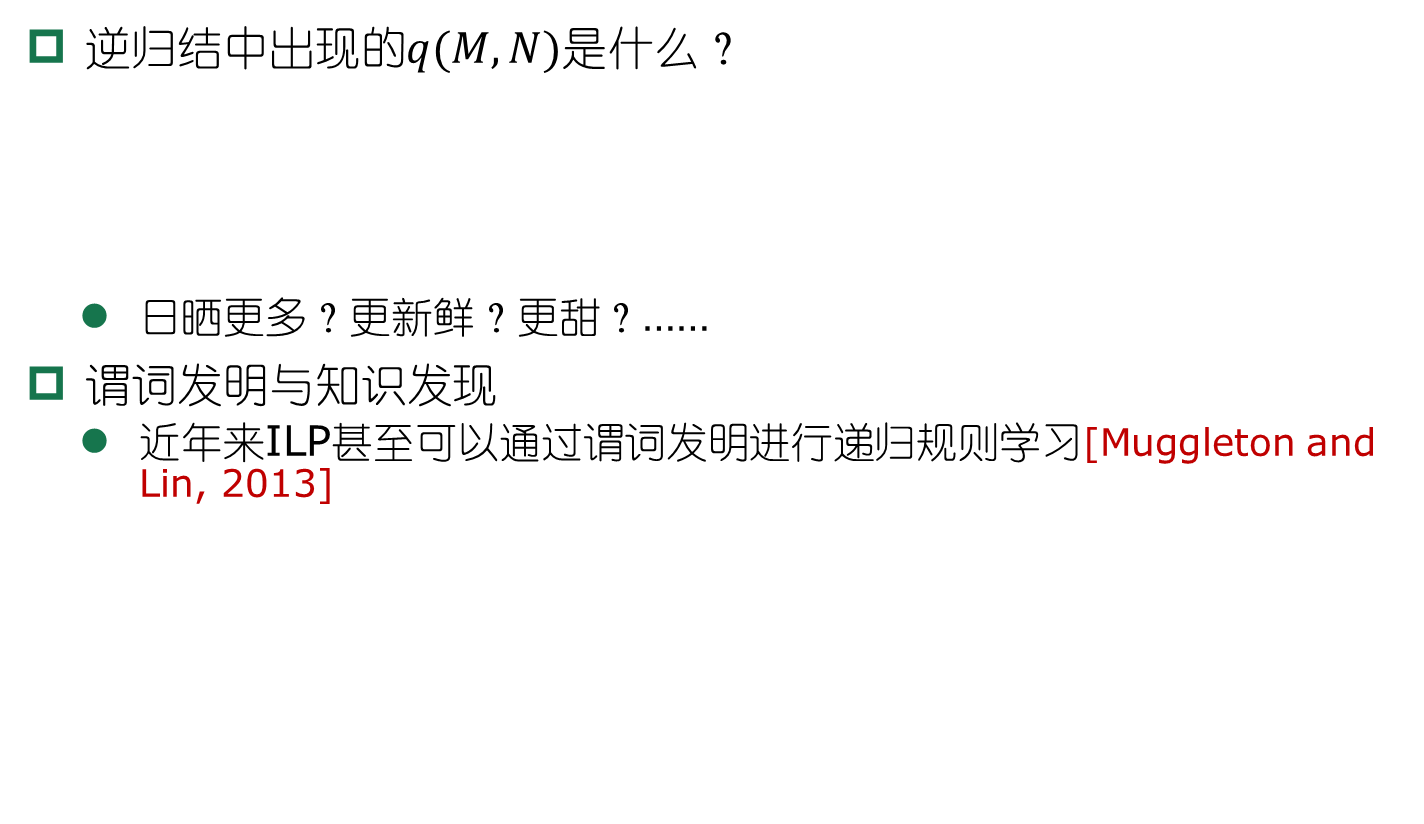 逆归结中出现的q(M, N)是什么？
日晒更多？更新鲜？更甜？……
谓词发明与知识发现
近年来ILP甚至可以通过谓词发明进行递归规则学习[Muggleton and
Lin, 2013]